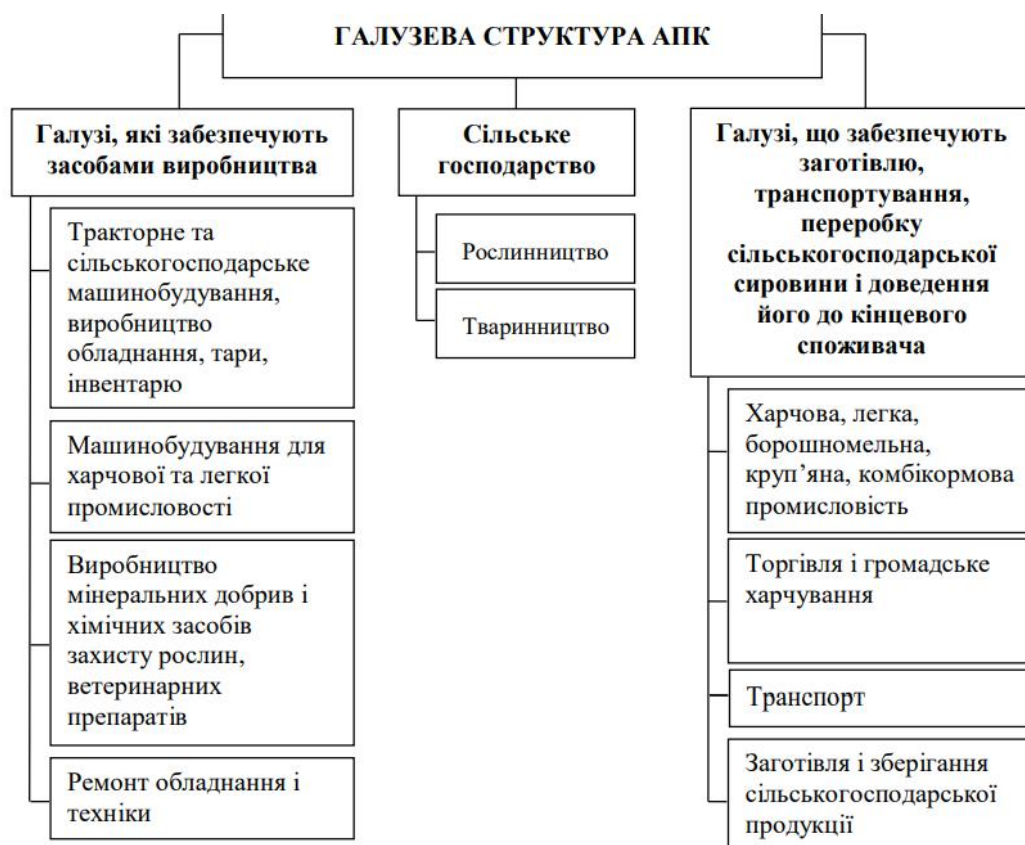 ГАЛУЗЕВА СТРУКТУРА АПК
Галузі, які забезпечують
засобами виробництва
Тракторне та
сільськогосподарське
машинобудування,
виробництво
обладнання, тари,
інвентарю
Машинобудування для
харчової та легкої
промисловості
Виробництво
мінеральних добрив і
хімічних засобів
захисту рослин,
ветеринарних
препаратів
Ремонт обладнання і
техніки
Сільське
господарство
Рослинництво
Тваринництво
Галузі, що забезпечують
заготівлю,
транспортування,
переробку
сільськогосподарської
сировини і доведення
його до кінцевого
споживача
Харчова, легка,
борошномельна,
круп’яна, комбікормова
промисловість
Торгівля і громадське
харчування
Транспорт
Заготівля і зберігання
сільськогосподарської
продукції